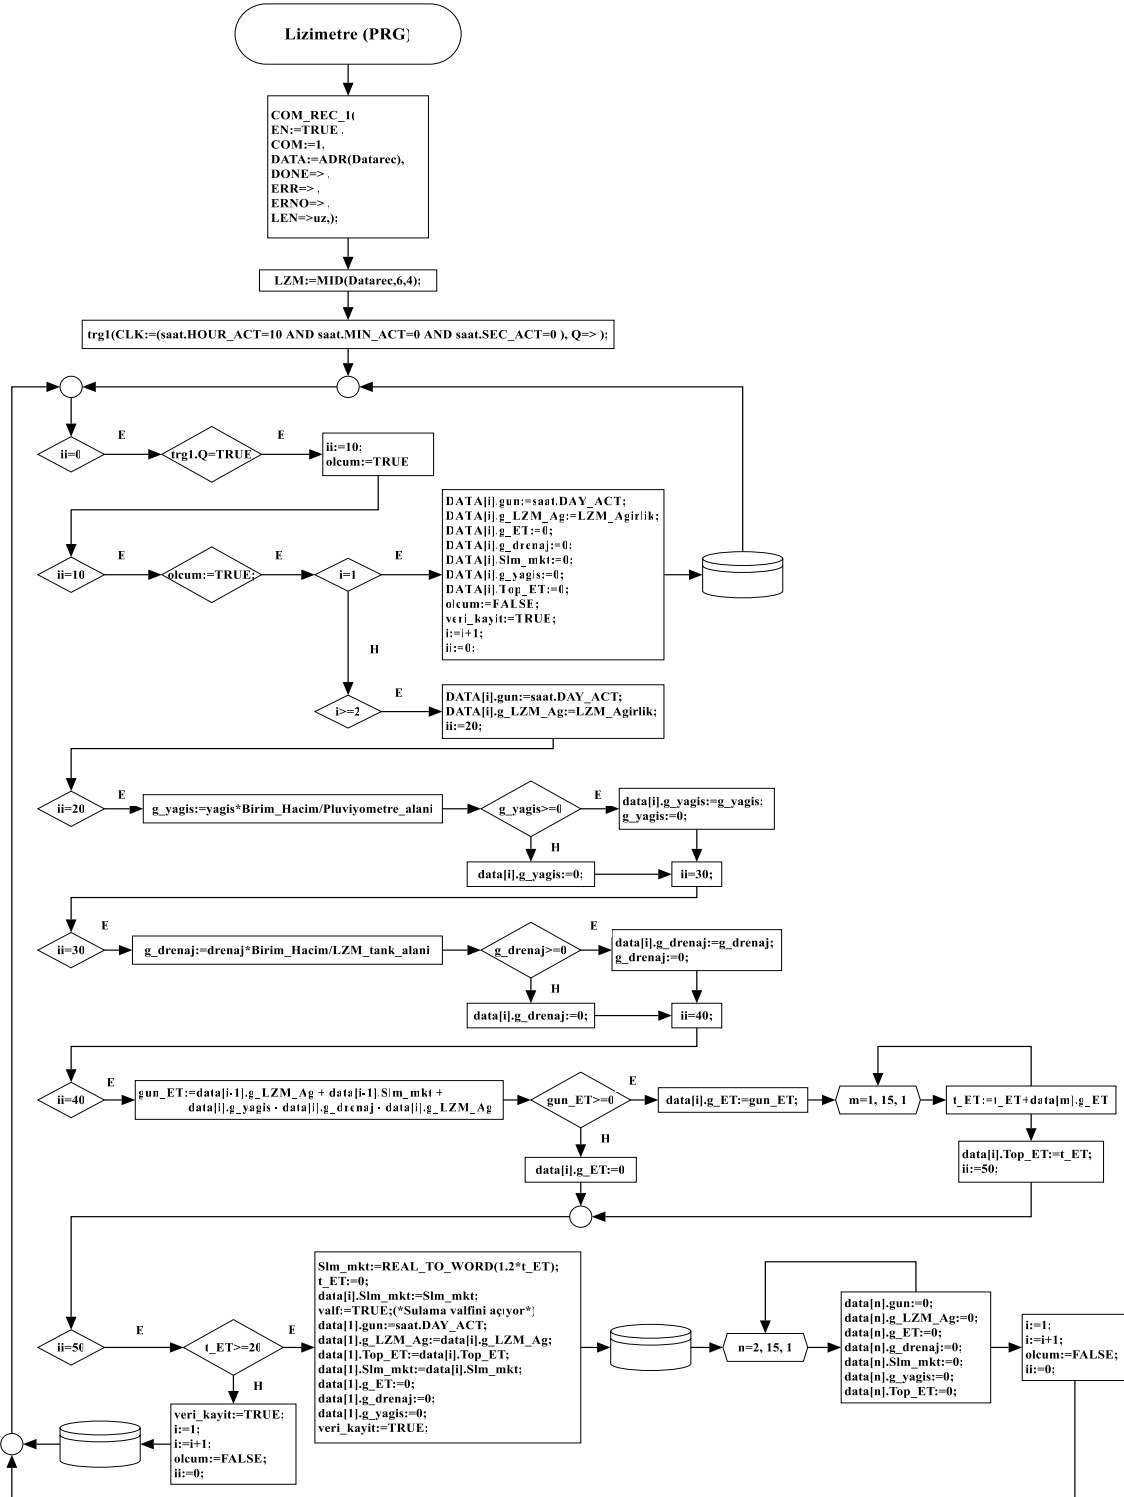 Lizimetre (PRG)
COM_REC_1(
EN:=TRUE ,
COM:=1,
DATA:=ADR(Datarec),
DONE=> ,
ERR=> ,
ERNO=> ,
LEN=>uz,);
LZM:=MID(Datarec,6,4);
trg1(CLK:=(saat.HOUR_ACT=10 AND saat.MIN_ACT=0 AND saat.SEC_ACT=0 ), Q=> );
ii=0
E
trg1.Q=TRUE
E
ii:=10;
olcum:=TRUE
ii=10
E
olcum:=TRUE;
E
i=1
E
DATA[i].gun:=saat.DAY_ACT;
DATA[i].g_LZM_Ag:=LZM_Agirlik;
DATA[i].g_ET:=0;
DATA[i].g_drenaj:=0;
DATA[i].Slm_mkt:=0;
DATA[i].g_yagis:=0;
DATA[i].Top_ET:=0;
olcum:=FALSE;
veri_kayit:=TRUE;
i:=i+1;
ii:=0;
H
i>=2
E
DATA[i].gun:=saat.DAY_ACT;
DATA[i].g_LZM_Ag:=LZM_Agirlik;
ii:=20;
ii=20
E
g_yagis:=yagis*Birim_Hacim/Pluviyometre_alani
g_yagis>=0
E
data[i].g_yagis:=g_yagis;
g_yagis:=0;
H
data[i].g_yagis:=0;
ii=30;
ii=30
E
g_drenaj:=drenaj*Birim_Hacim/LZM_tank_alani
g_drenaj>=0
E
data[i].g_drenaj:=g_drenaj;
g_drenaj:=0;
H
data[i].g_drenaj:=0;
ii=40;
ii=40
E
gun_ET:=data[i-1].g_LZM_Ag + data[i-1].Slm_mkt +
data[i].g_yagis - data[i].g_drenaj - data[i].g_LZM_Ag
gun_ET>=0
E
data[i].g_ET:=gun_ET;
m=1, 15, 1
t_ET:=t_ET+data[m].g_ET
H
data[i].g_ET:=0
data[i].Top_ET:=t_ET;
ii:=50;
ii=50
E
t_ET>=20
E
Slm_mkt:=REAL_TO_WORD(1.2*t_ET);
t_ET:=0;
data[i].Slm_mkt:=Slm_mkt;
valf:=TRUE;(*Sulama valfini açıyor*)
data[1].gun:=saat.DAY_ACT;
data[1].g_LZM_Ag:=data[i].g_LZM_Ag;
data[1].Top_ET:=data[i].Top_ET;
data[1].Slm_mkt:=data[i].Slm_mkt;
data[1].g_ET:=0;
data[1].g_drenaj:=0;
data[1].g_yagis:=0;
veri_kayit:=TRUE;
n=2, 15, 1
data[n].gun:=0;
data[n].g_LZM_Ag:=0;
data[n].g_ET:=0;
data[n].g_drenaj:=0;
data[n].Slm_mkt:=0;
data[n].g_yagis:=0;
data[n].Top_ET:=0;
i:=1;
i:=i+1;
olcum:=FALSE;
ii:=0;
H
veri_kayit:=TRUE;
i:=1;
i:=i+1;
olcum:=FALSE;
ii:=0;